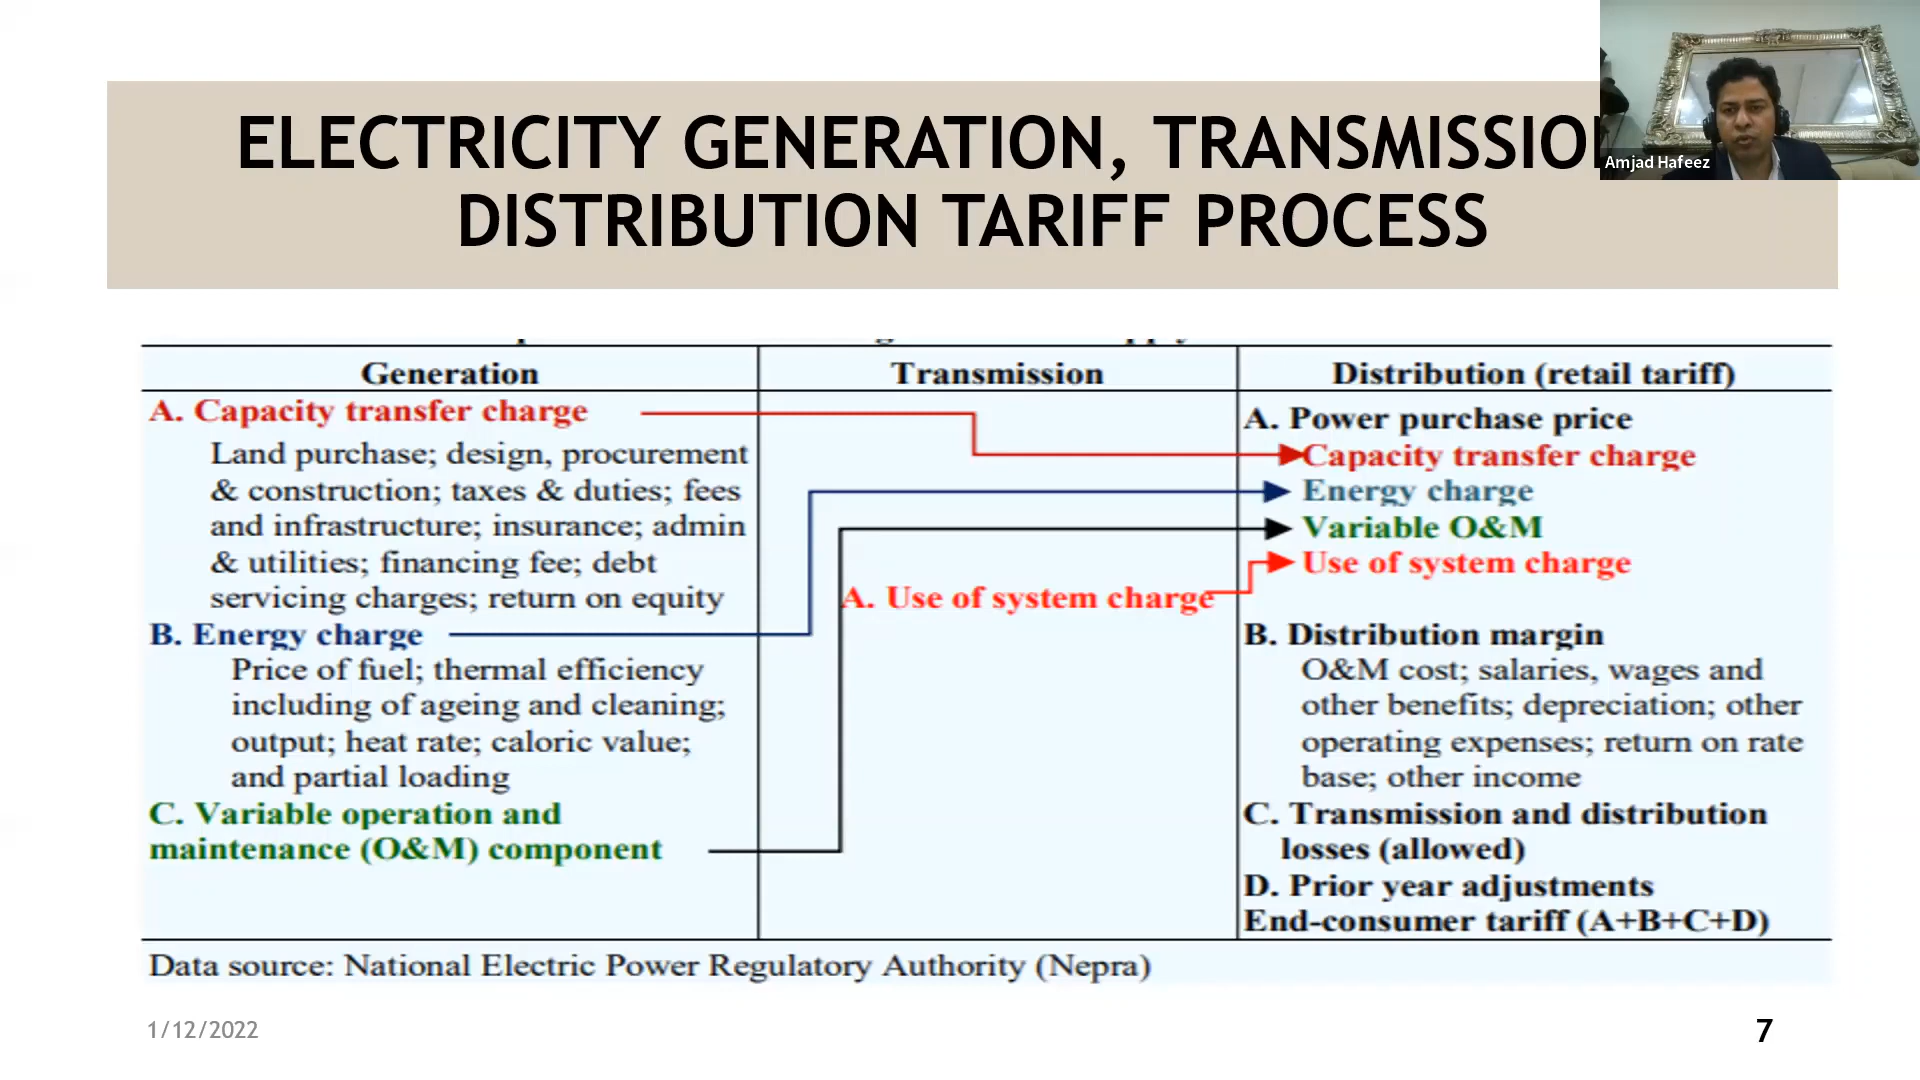 ELECTRICITY GENERATION, TRANSMISSIO
DISTRIBUTION TARIFF PROCESS
Amjad Hafeez
Generation
Transmission
Distribution (retail tariff)
A. Capacity transfer charge
Land purchase; design, procurement
& construction; taxes & duties; fees
and infrastructure; insurance; admin
& utilities; financing fee; debt
servicing charges; return on equity
B. Energy charge
Price of fuel; thermal efficiency
including of ageing and cleaning;
output; heat rate; caloric value;
and partial loading
C. Variable operation and
maintenance (O&M) component
A. Use of system charge
A. Power purchase price
Capacity transfer charge
Energy charge
Variable O&M
Use of system charge
B. Distribution margin
O&M cost; salaries, wages and
other benefits; depreciation; other
operating expenses; return on rate
base; other income
C. Transmission and distribution
losses (allowed)
D. Prior year adjustments
End-consumer tariff (A+B+C+D)
Data source: National Electric Power Regulatory Authority (Nepra)
1/12/2022
7